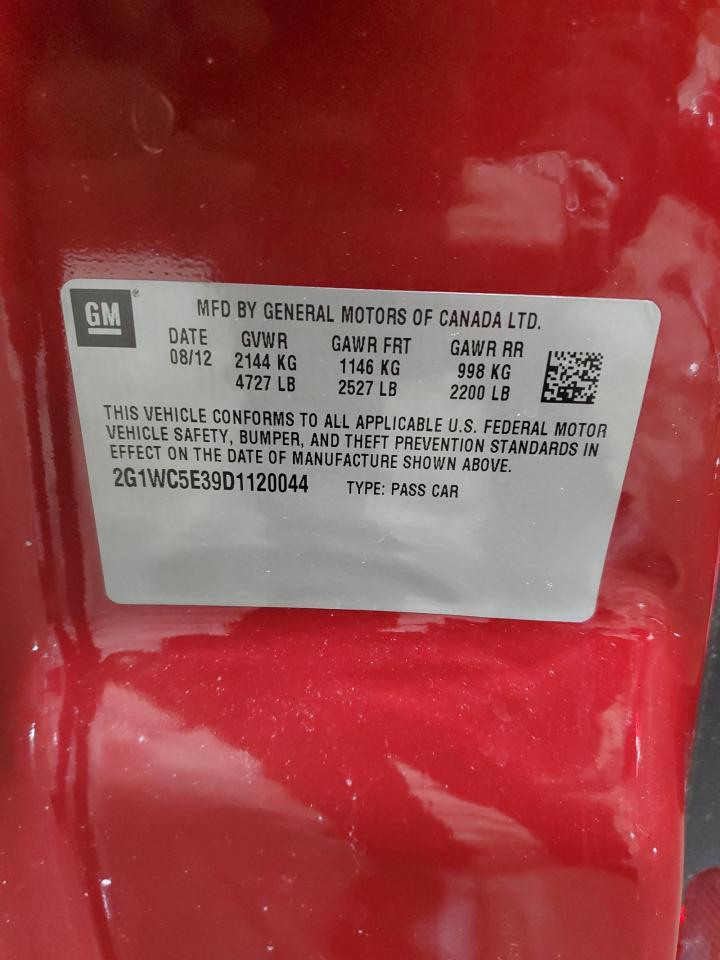 GM®
MFD BY GENERAL MOTORS OF CANADA LTD.
DATE GVWR GAWR FRT GAWR RR
08/12 2144 KG 1146 KG 998 KG
4727 LB 2527 LB 2200 LB
THIS VEHICLE CONFORMS TO ALL APPLICABLE U.S. FEDERAL MOTOR
VEHICLE SAFETY, BUMPER, AND THEFT PREVENTION STANDARDS IN
EFFECT ON THE DATE OF MANUFACTURE SHOWN ABOVE.
2G1WC5E39D1120044 TYPE: PASS CAR